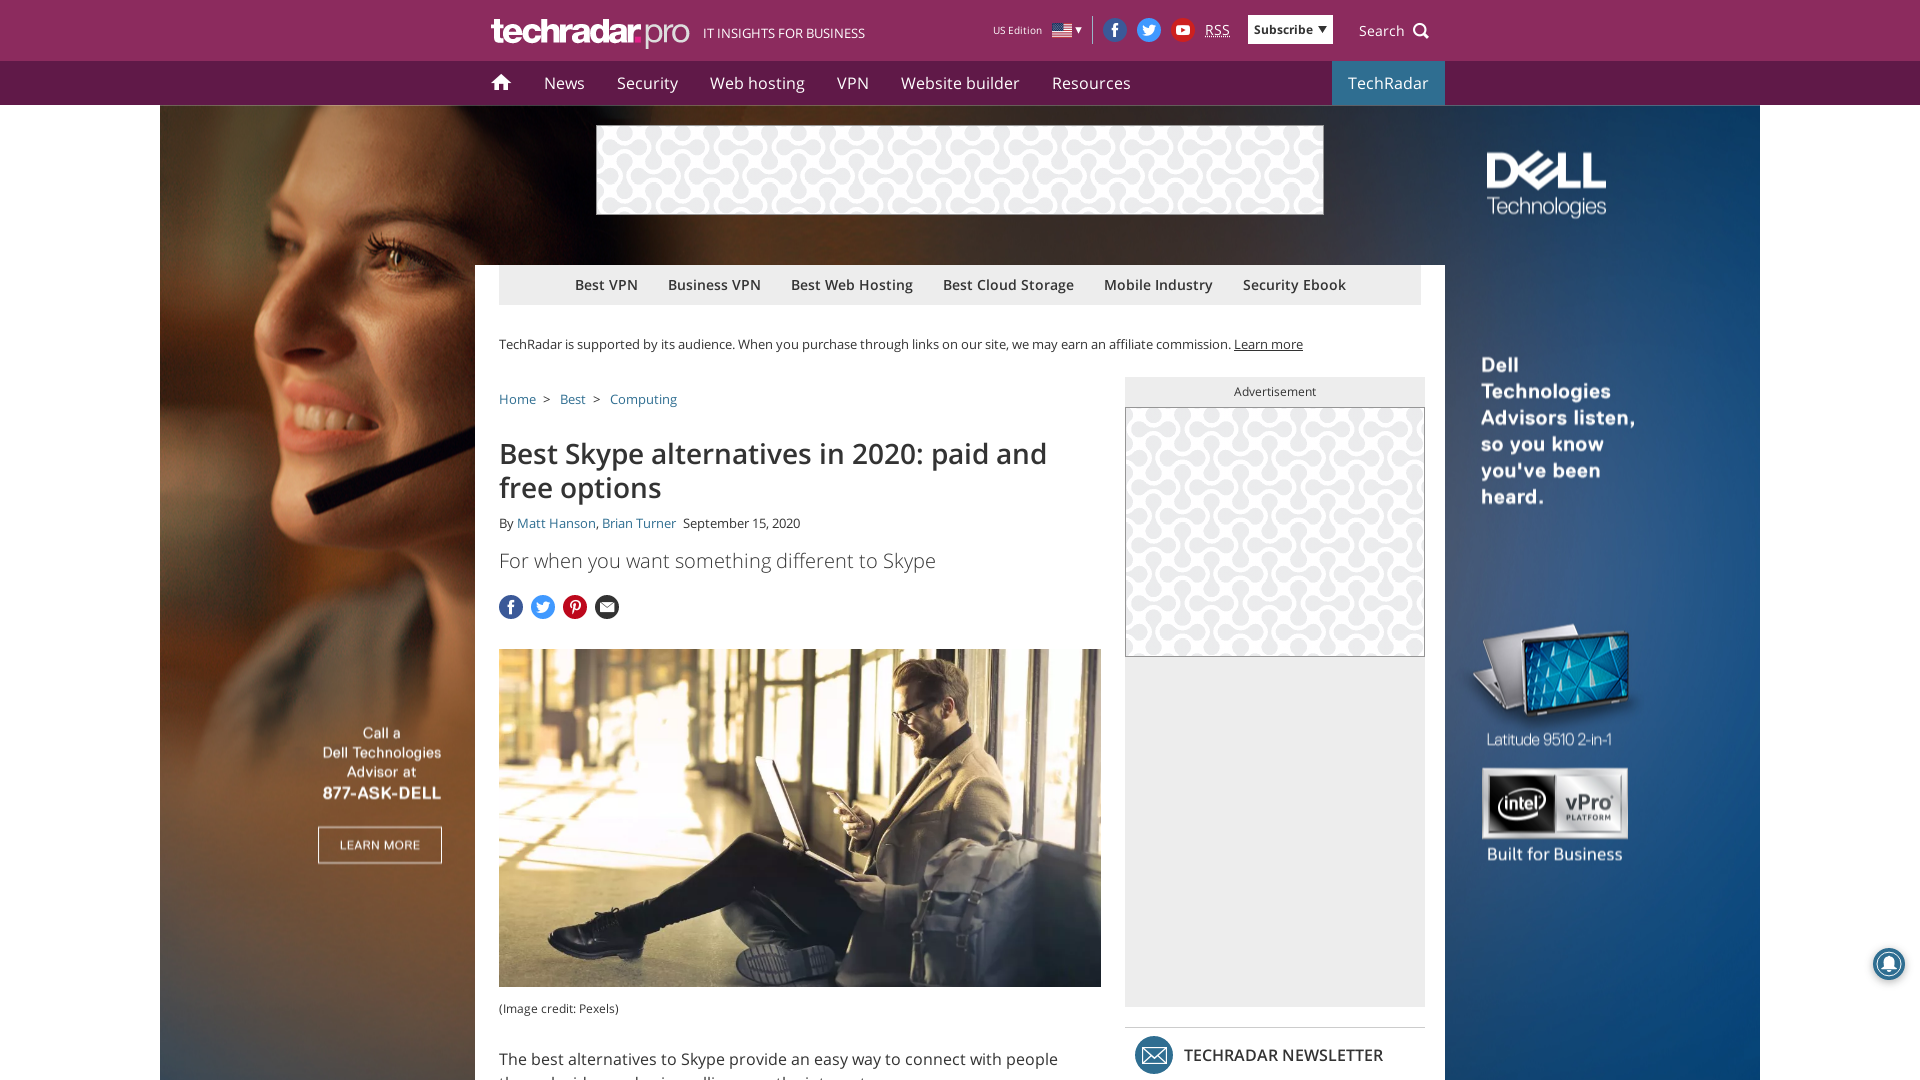 techradar.pro IT INSIGHTS FOR BUSINESS
US Edition
RSS
Subscribe
Search
News
Security
Web hosting
VPN
Website builder
Resources
TechRadar
DELL
Technologies
Best VPN
Business VPN
Best Web Hosting
Best Cloud Storage
Mobile Industry
Security Ebook
TechRadar is supported by its audience. When you purchase through links on our site, we may earn an affiliate commission. Learn more
Home > Best > Computing
Advertisement
Best Skype alternatives in 2020: paid and
free options
By Matt Hanson, Brian Turner September 15, 2020
For when you want something different to Skype
(Image credit: Pexels)
The best alternatives to Skype provide an easy way to connect with people
TECHRADAR NEWSLETTER
Call a
Dell Technologies
Advisor at
877-ASK-DELL
LEARN MORE
Dell
Technologies
Advisors listen,
so you know
you've been
heard.
Latitude 9510 2-in-1
intel vPro
PLATFORM
Built for Business